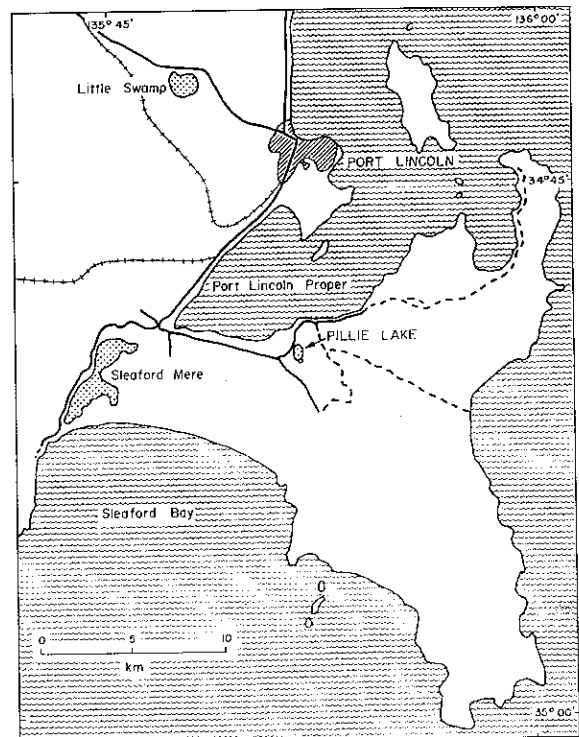 135° 45'
136° 00'
Little Swamp
PORT LINCOLN
34° 45'
Port Lincoln Proper
PILLIE LAKE
Sleaford Mere
Sleaford Bay
0 5 10
km
35° 00'